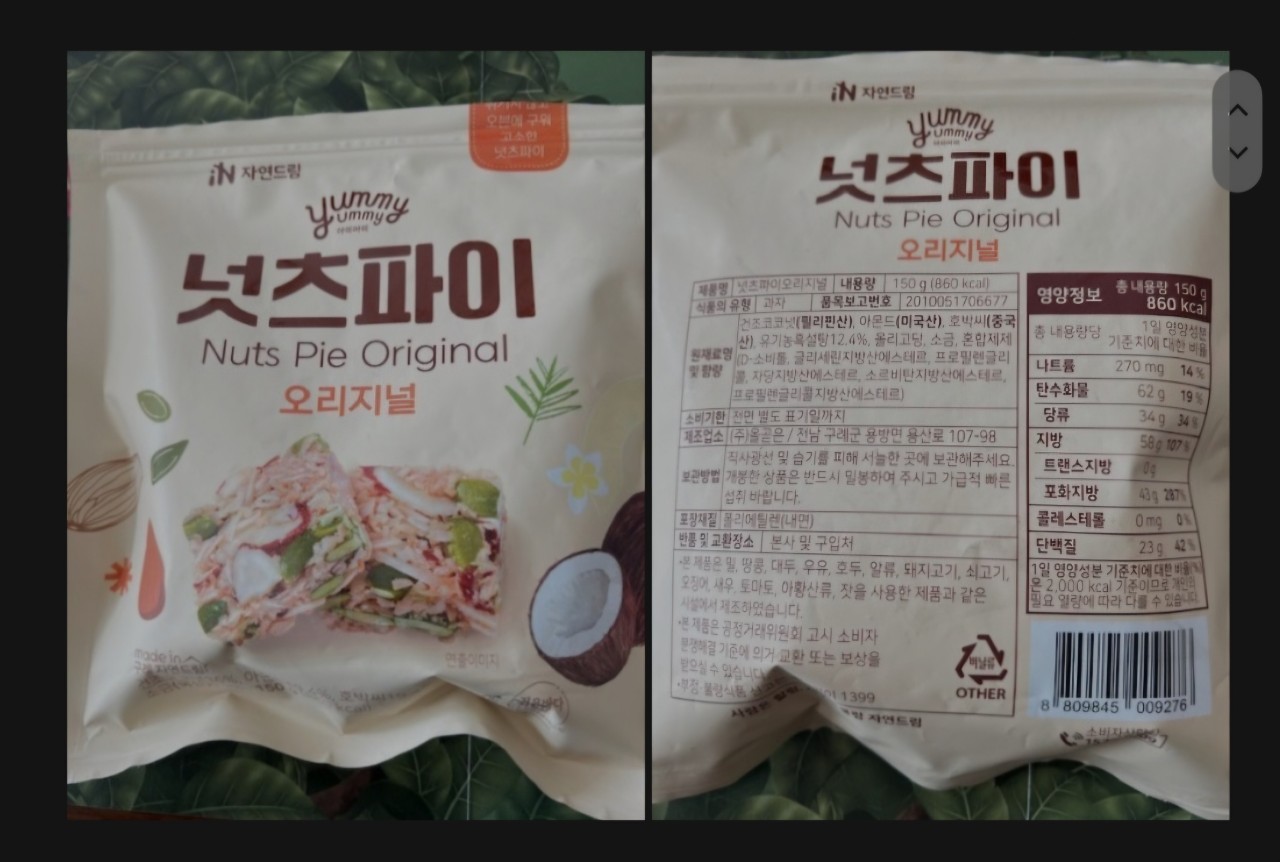 오븐에 구워
고소한
넛츠파이
iN 자연드림
yummy
yummy
넛츠파이
Nuts Pie Original
오리지널
made in
연출이미지
iN 자연드림
yummy
yummy
넛츠파이
Nuts Pie Original
오리지널
제품명 넛츠파이오리지널 내용량 150 g (860 kcal)
식품의 유형 과자 품목보고번호 2010051706677
원재료명 및 함량
건조코코넛(필리핀산), 아몬드(미국산), 호박씨(중국
산), 유기농흑설탕12.4%, 올리고당, 소금, 혼합제제
(D-소비톨, 글리세린지방산에스테르, 프로필렌글리
콜, 자당지방산에스테르, 소르비탄지방산에스테르,
프로필렌글리콜지방산에스테르)
소비기한 전면 별도 표기일까지
제조업소 (주)올곧은 / 전남 구례군 용방면 용산로 107-98
보관방법
직사광선 및 습기를 피해 서늘한 곳에 보관해주세요.
개봉한 상품은 반드시 밀봉하여 주시고 가급적 빠른
섭취 바랍니다.
포장재질 폴리에틸렌(내면)
반품 및 교환장소 본사 및 구입처
•본 제품은 밀, 땅콩, 대두, 우유, 호두, 알류, 돼지고기, 쇠고기,
오징어, 새우, 토마토, 아황산류, 잣을 사용한 제품과 같은
시설에서 제조하였습니다.
•본 제품은 공정거래위원회 고시 소비자
분쟁해결 기준에 의거 교환 또는 보상을
받으실 수 있습니다.
•부정, 불량식품 1399
자연드림
비닐류
OTHER
영양정보 총 내용량 150 g
860 kcal
총 내용량당 1일 영양성분
기준치에 대한 비율
나트륨 270 mg 14 %
탄수화물 62 g 19 %
당류 34 g 34 %
지방 58 g 107 %
트랜스지방 0 g
포화지방 43 g 287%
콜레스테롤 0 mg 0 %
단백질 23 g 42 %
1일 영양성분 기준치에 대한 비율(%)
은 2,000 kcal 기준이므로 개인의
필요 열량에 따라 다를 수 있습니다.
8 809845 009276
소비자상담실